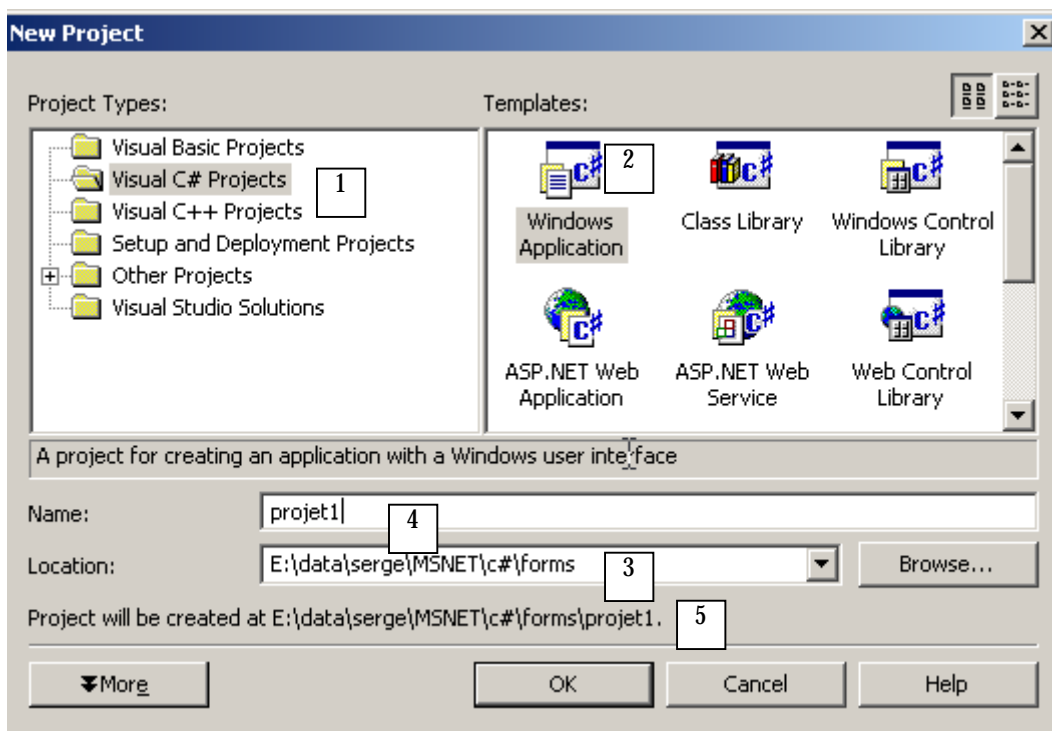 New Project
Project Types:
Templates:
Visual Basic Projects
Visual C# Projects
Visual C++ Projects
Setup and Deployment Projects
Other Projects
Visual Studio Solutions
1
2
Windows
Application
Class Library
Windows Control
Library
ASP.NET Web
Application
ASP.NET Web
Service
Web Control
Library
A project for creating an application with a Windows user interface
Name:
projet1
4
Location:
E:\data\serge\MSNET\c#\forms
3
Browse...
Project will be created at E:\data\serge\MSNET\c#\forms\projet1.
5
More
OK
Cancel
Help